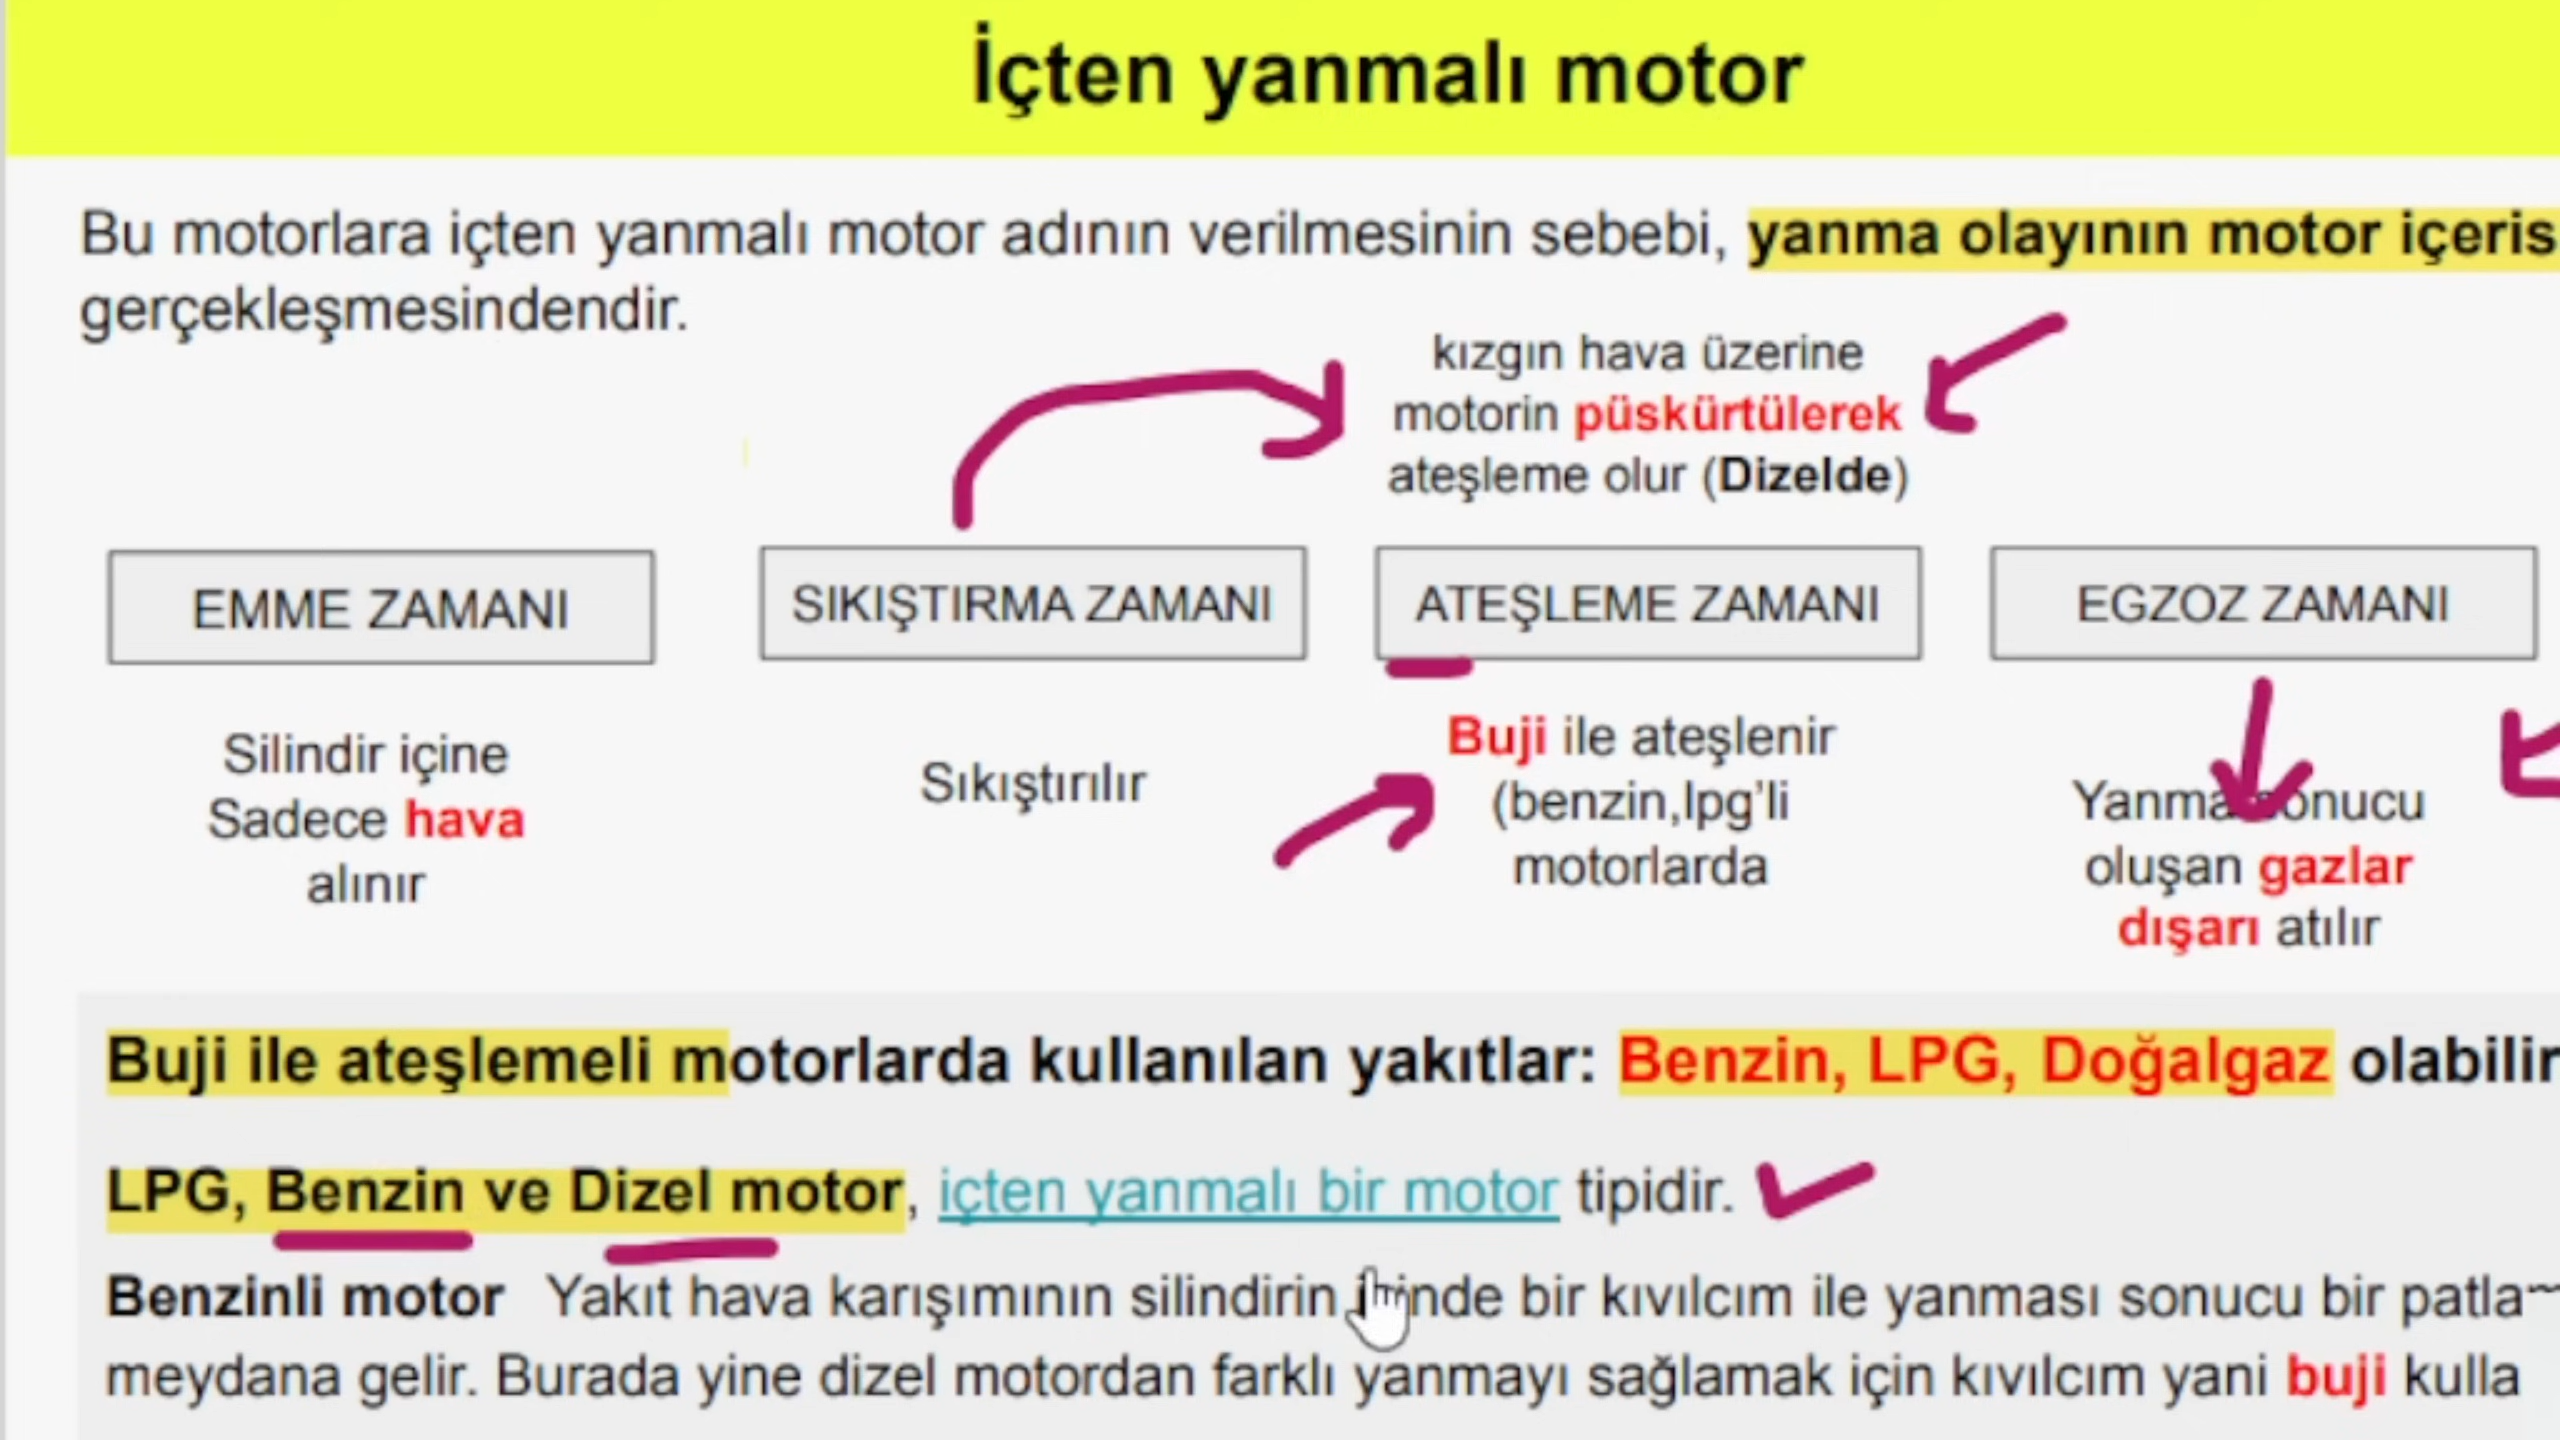 İçten yanmalı motor
Bu motorlara içten yanmalı motor adının verilmesinin sebebi, yanma olayının motor içeris
gerçekleşmesindendir.
kızgın hava üzerine
motorin püskürtülerek
ateşleme olur (Dizelde)
EMME ZAMANI
SIKIŞTIRMA ZAMANI
ATEŞLEME ZAMANI
EGZOZ ZAMANI
Silindir içine
Sadece hava
alınır
Sıkıştırılır
Buji ile ateşlenir
(benzin,lpg'li
motorlarda
Yanma sonucu
oluşan gazlar
dışarı atılır
Buji ile ateşlemeli motorlarda kullanılan yakıtlar: Benzin, LPG, Doğalgaz olabilir
LPG, Benzin ve Dizel motor, içten yanmalı bir motor tipidir.
Benzinli motor Yakıt hava karışımının silindirin içinde bir kıvılcım ile yanması sonucu bir patla
meydana gelir. Burada yine dizel motordan farklı yanmayı sağlamak için kıvılcım yani buji kulla